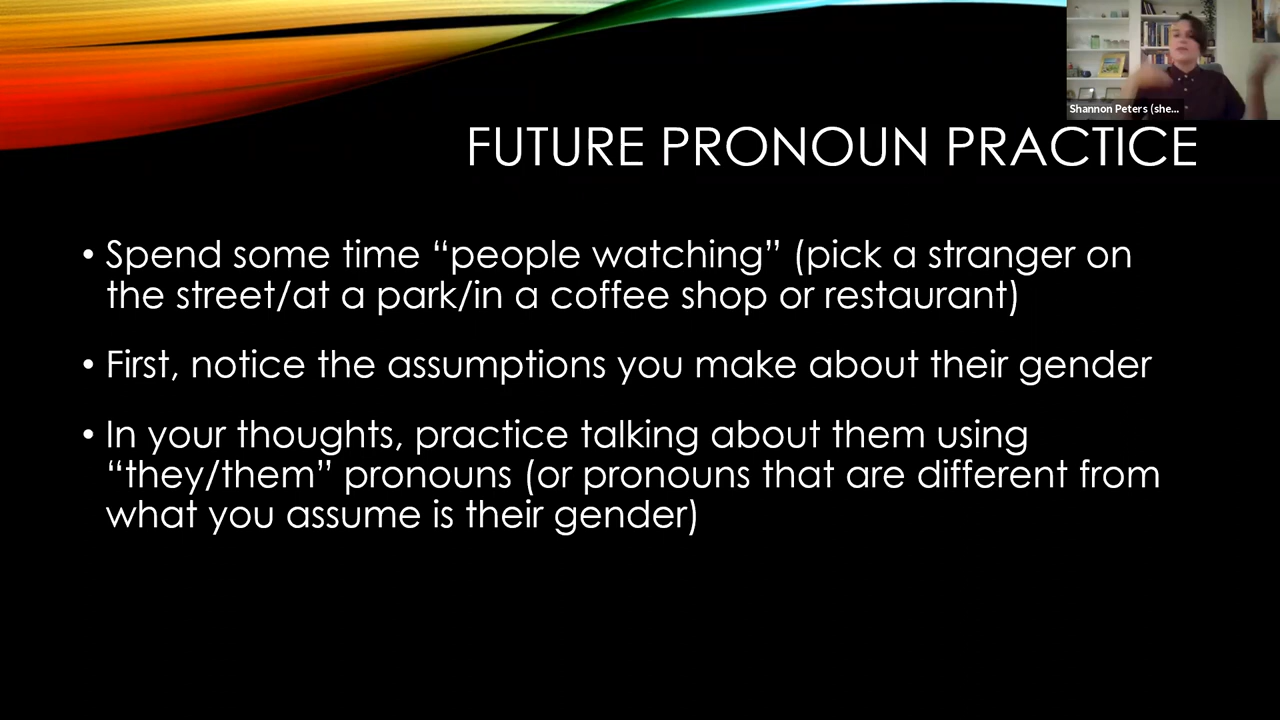 Shannon Peters (she...
FUTURE PRONOUN PRACTICE
• Spend some time “people watching” (pick a stranger on
the street/at a park/in a coffee shop or restaurant)
• First, notice the assumptions you make about their gender
• In your thoughts, practice talking about them using
“they/them” pronouns (or pronouns that are different from
what you assume is their gender)